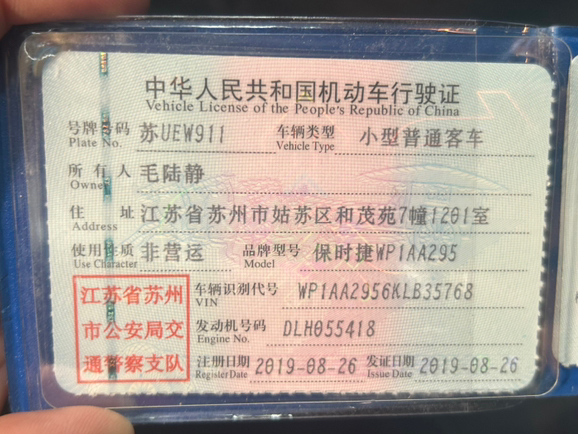 中华人民共和国机动车行驶证
Vehicle License of the People's Republic of China
号牌号码 苏UEW911 车辆类型 小型普通客车
Plate No. Vehicle Type
所有人 毛陆静
Owner
住址 江苏省苏州市姑苏区和茂苑7幢1201室
Address
使用性质 非营运 品牌型号 保时捷WP1AA295
Use Character Model
江苏省苏州
市公安局交
通警察支队
车辆识别代号 WP1AA2956KLB35768
VIN
发动机号码 DLH055418
Engine No.
注册日期 2019-08-26 发证日期 2019-08-26
Register Date Issue Date